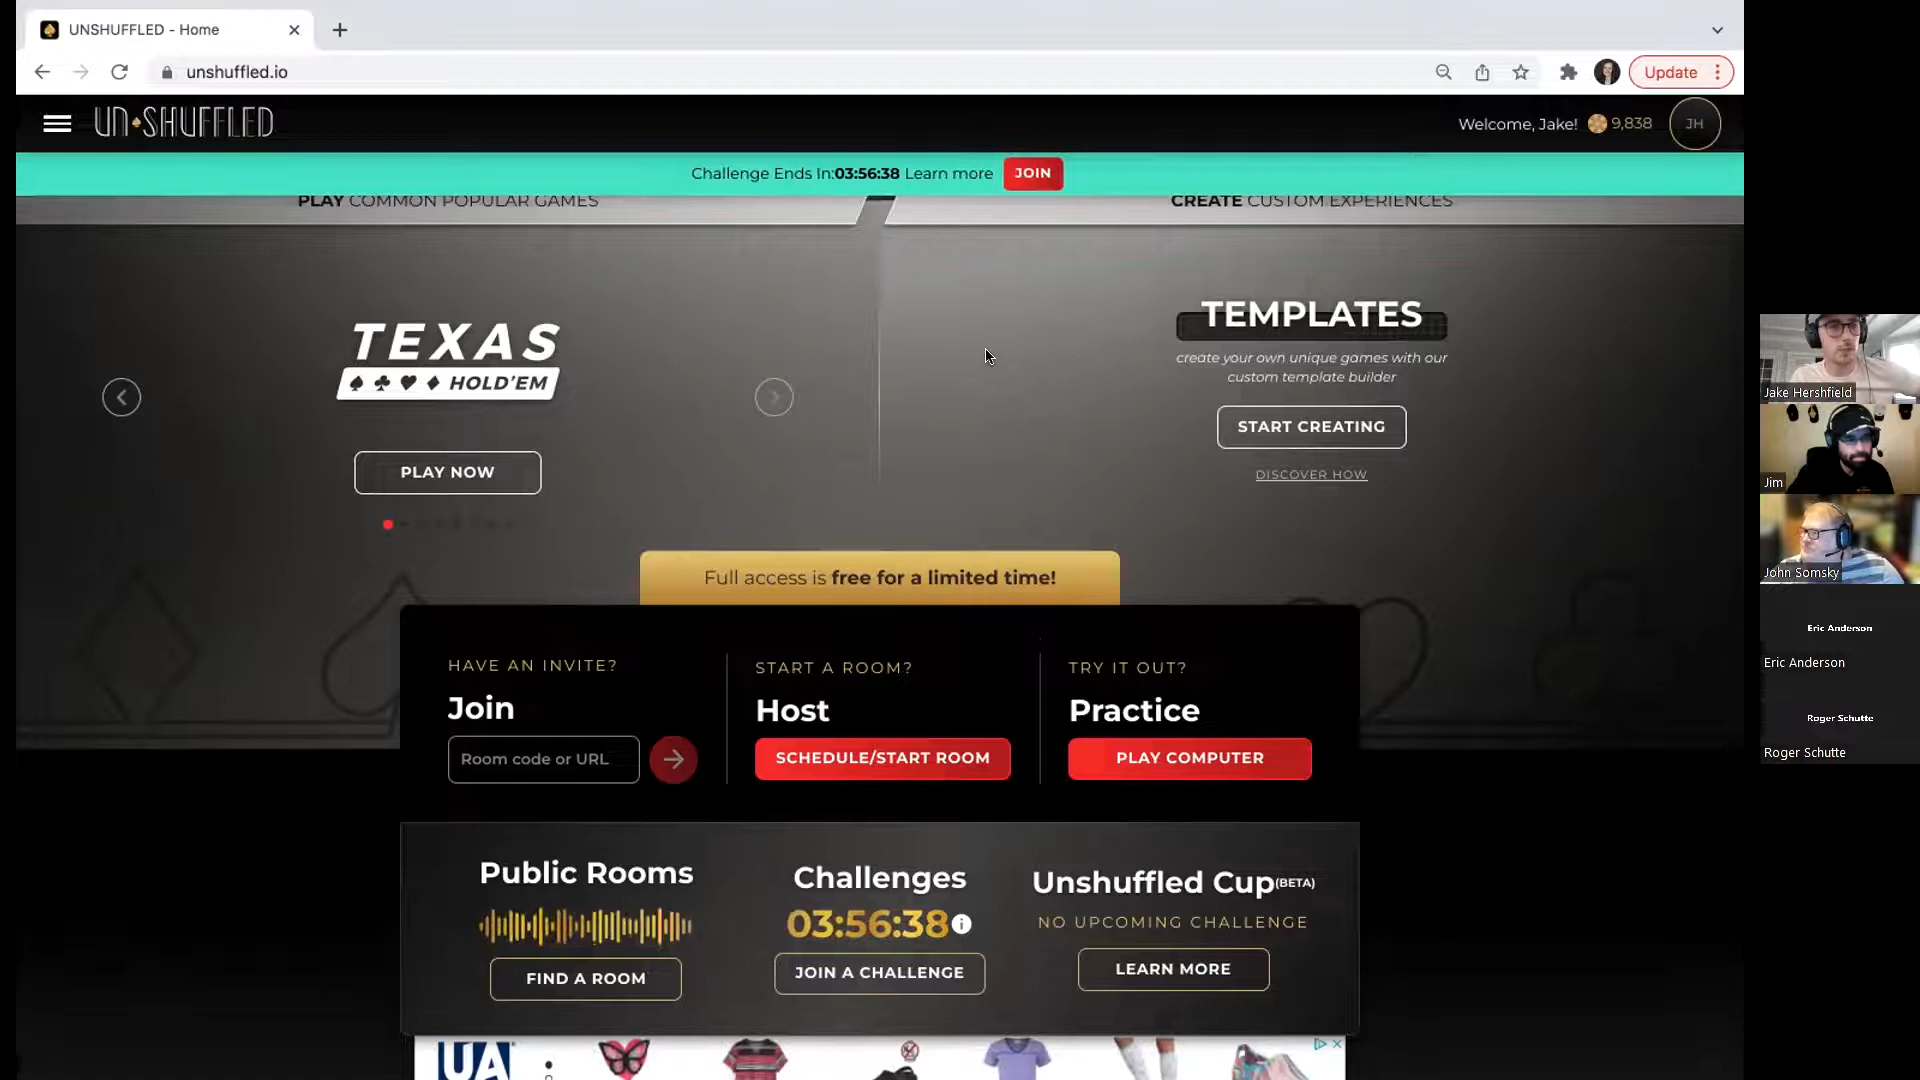 UNSHUFFLED - Home
unshuffled.io
Update
UN SHUFFLED
Welcome, Jake! 9,838 JH
Challenge Ends In:03:56:38 Learn more JOIN
PLAY COMMON POPULAR GAMES
CREATE CUSTOM EXPERIENCES
TEXAS
HOLD'EM
PLAY NOW
TEMPLATES
create your own unique games with our
custom template builder
START CREATING
DISCOVER HOW
Full access is free for a limited time!
HAVE AN INVITE?
Join
Room code or URL
START A ROOM?
Host
SCHEDULE/START ROOM
TRY IT OUT?
Practice
PLAY COMPUTER
Public Rooms
FIND A ROOM
Challenges
03:56:38
JOIN A CHALLENGE
Unshuffled Cup(BETA)
NO UPCOMING CHALLENGE
LEARN MORE
UA
Jake Hershfield
Jim
John Somsky
Eric Anderson
Eric Anderson
Roger Schutte
Roger Schutte